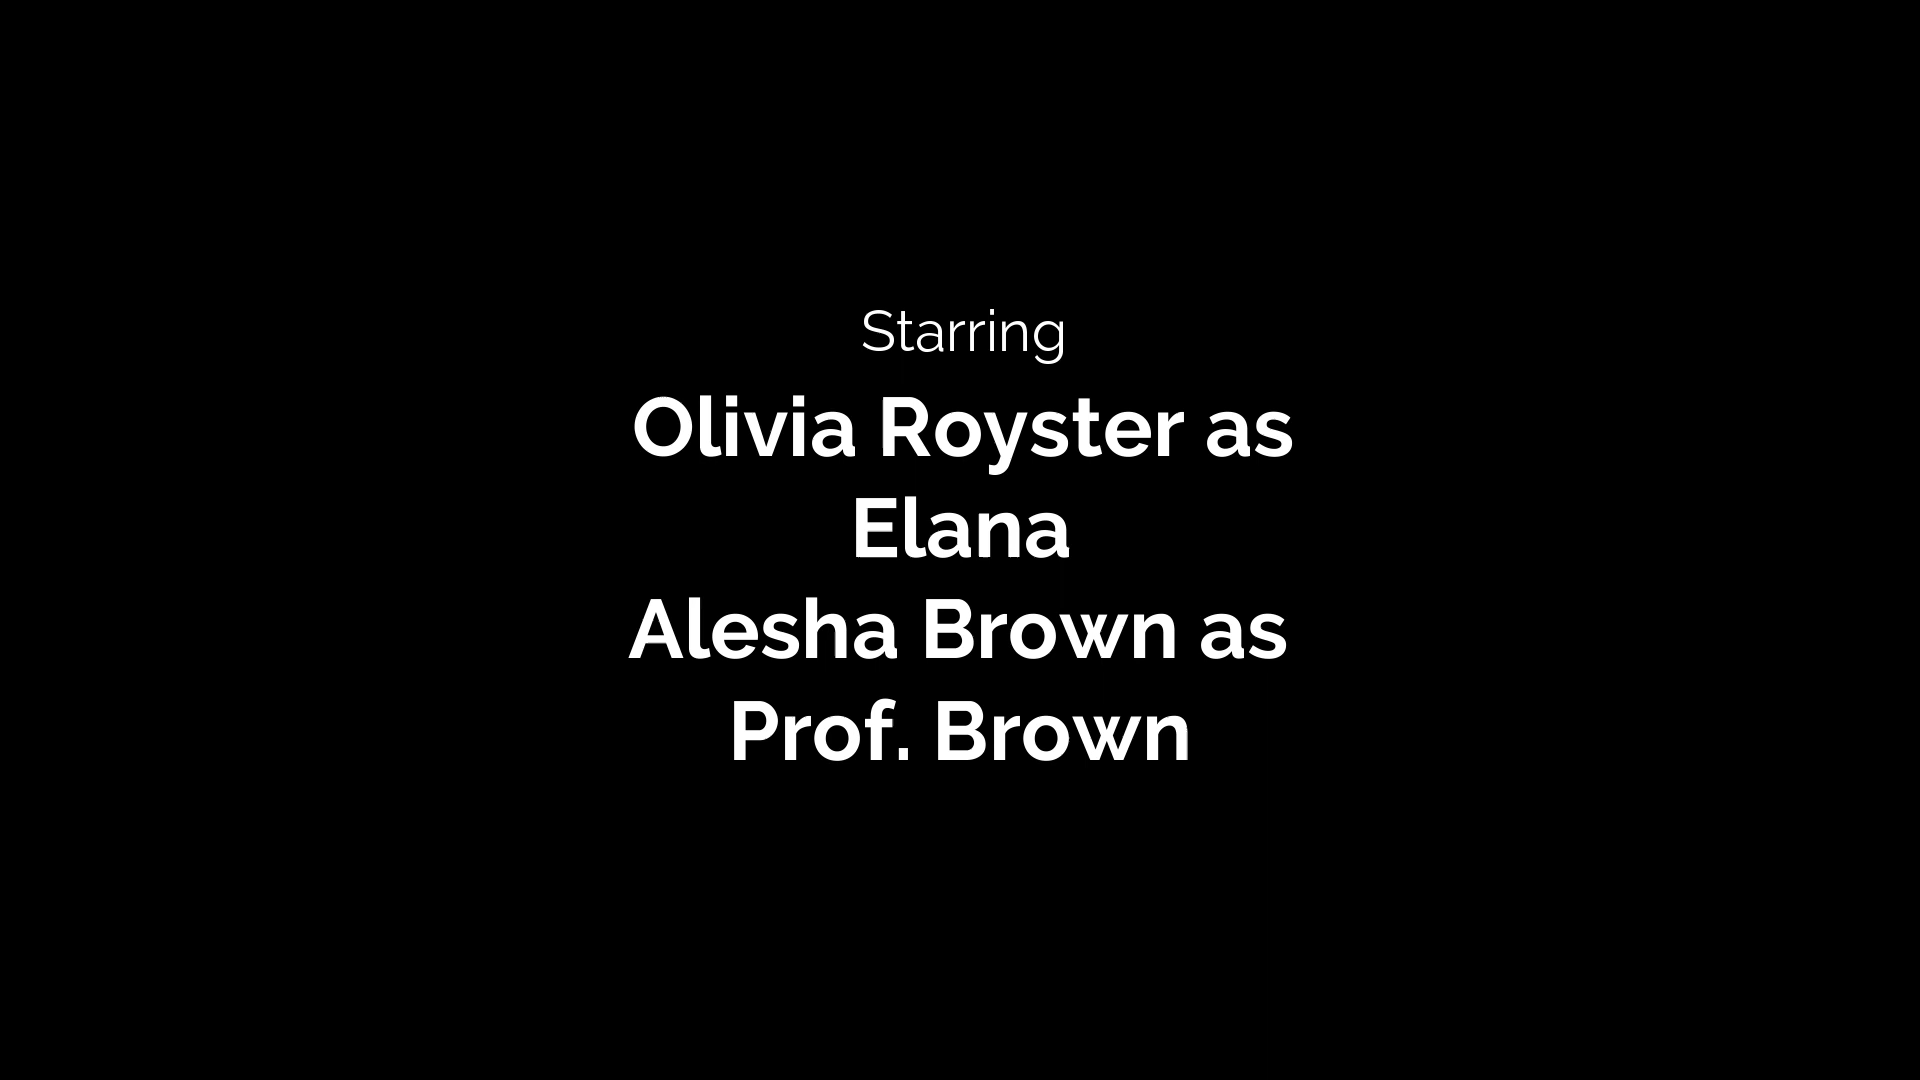 Starring
Olivia Royster as
Elana
Alesha Brown as
Prof. Brown